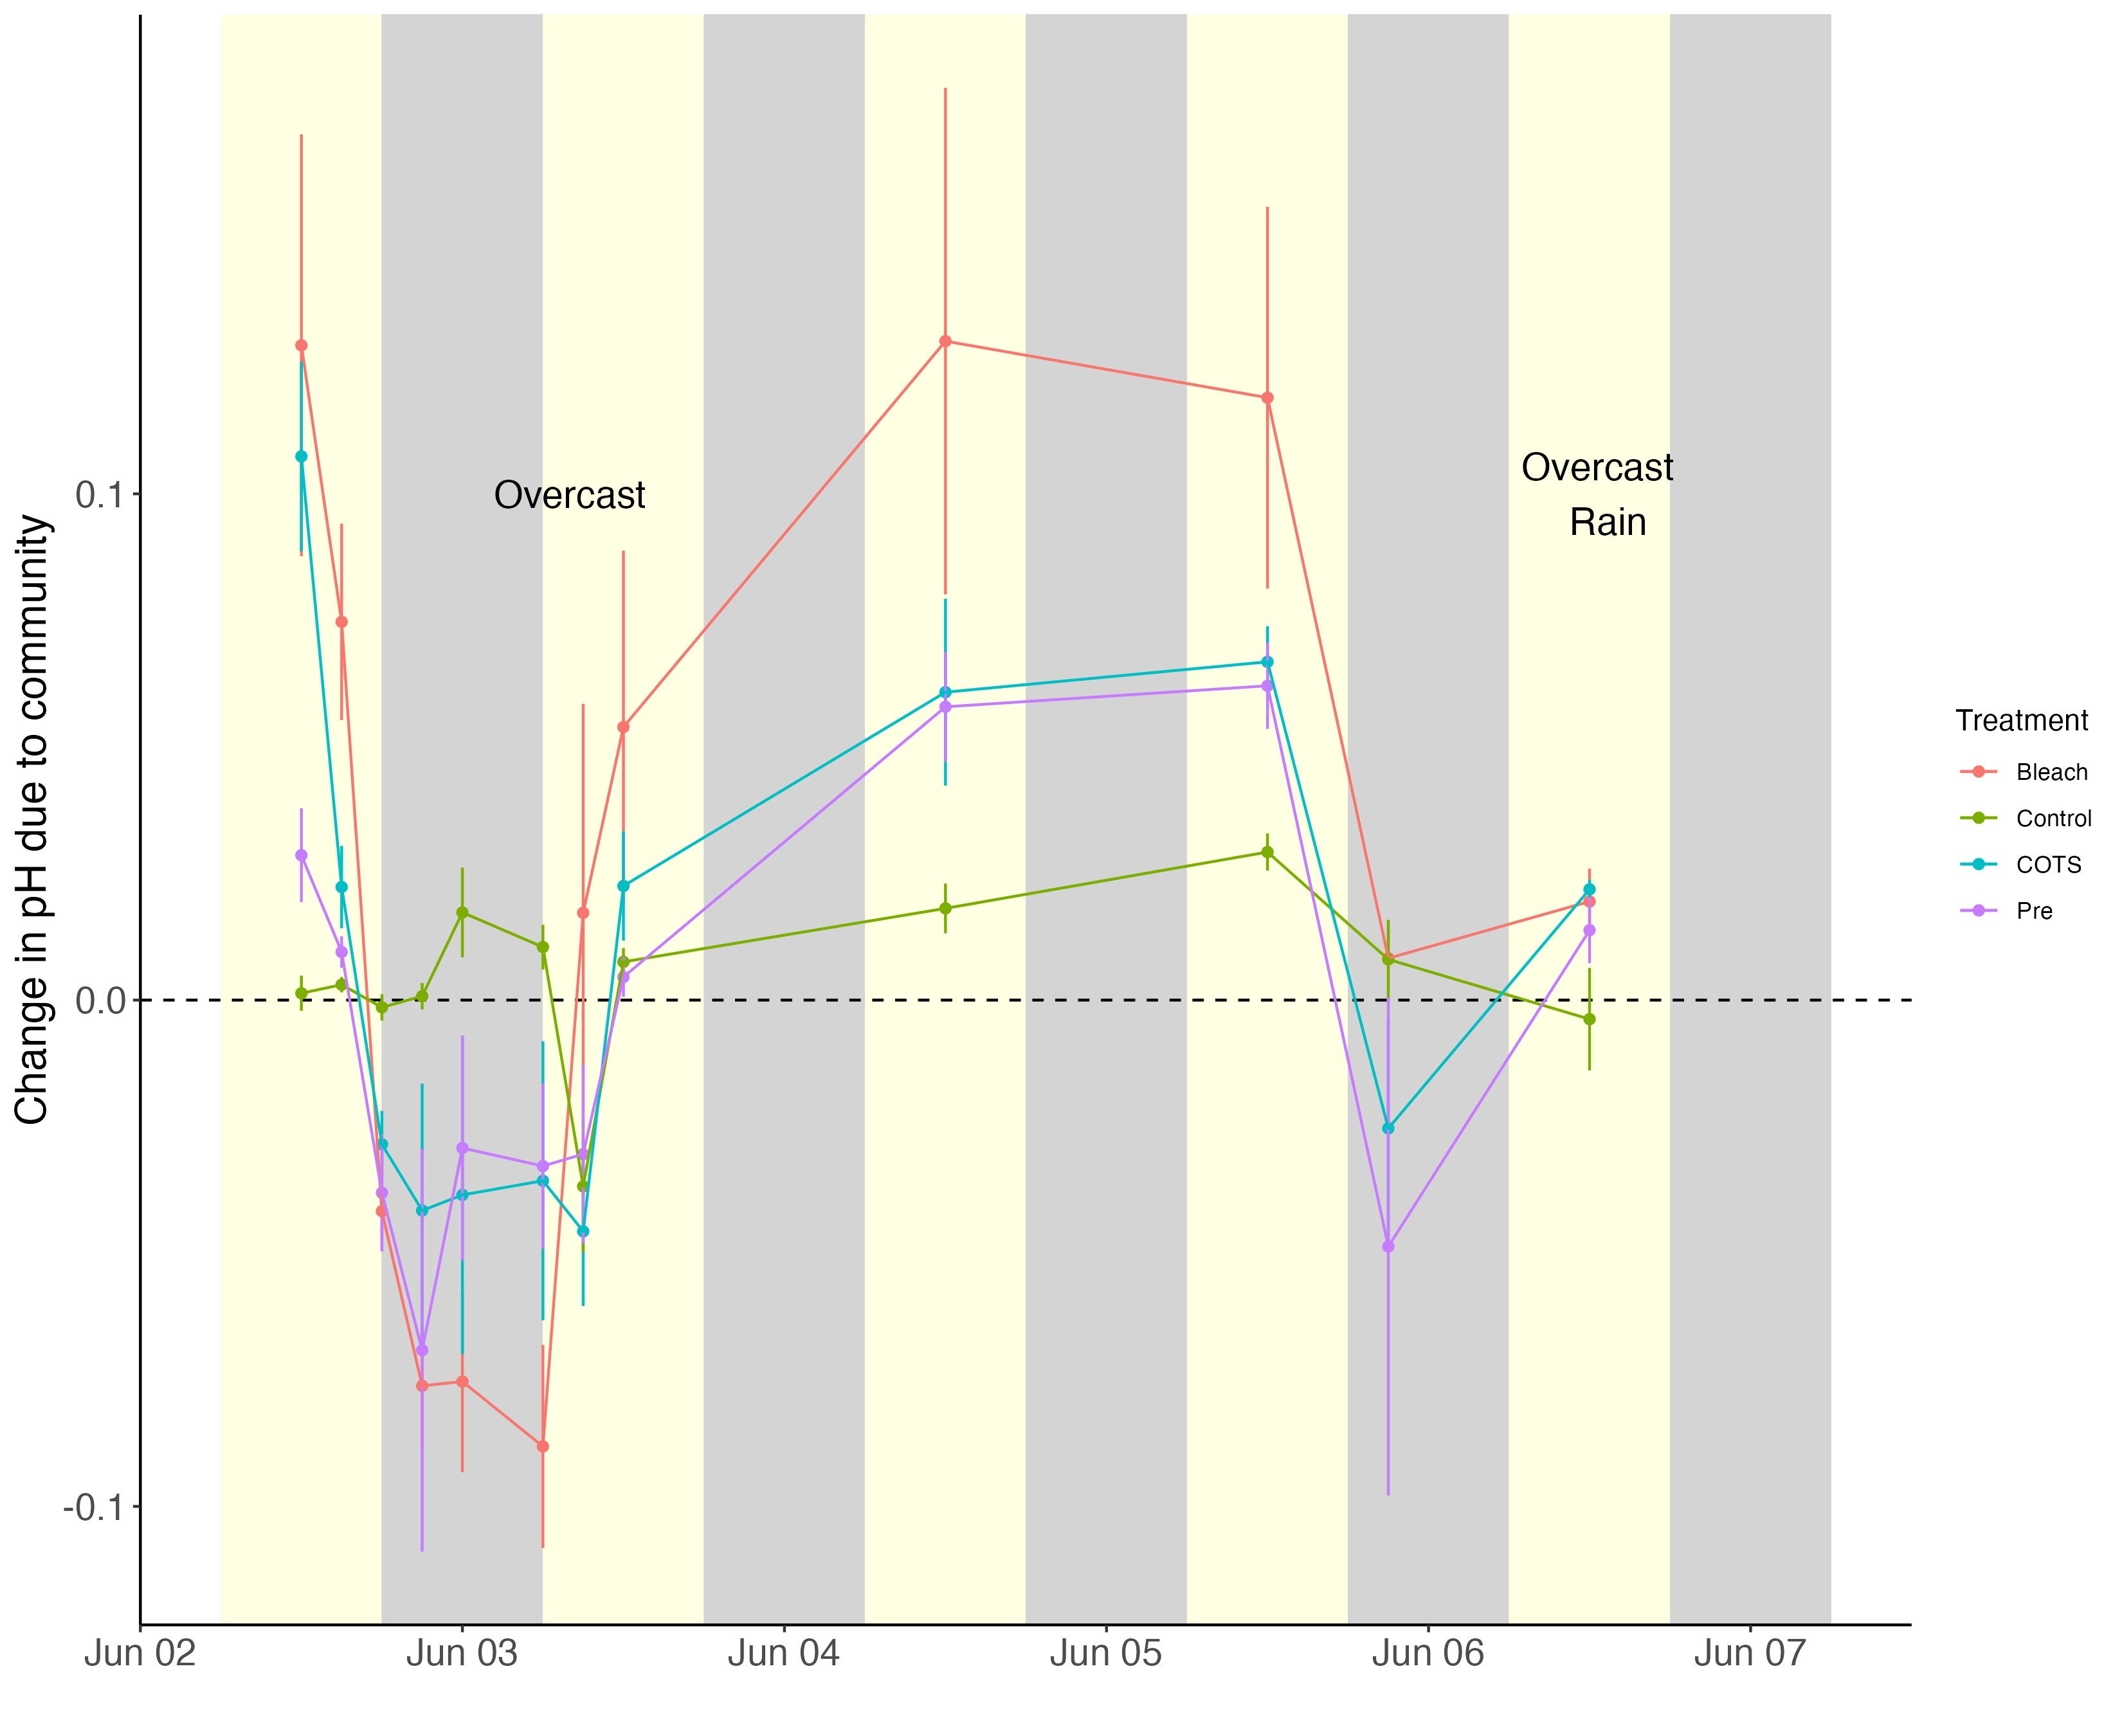 Change in pH due to community
0.1
0.0
-0.1
Overcast
Overcast
Rain
Jun 02
Jun 03
Jun 04
Jun 05
Jun 06
Jun 07
Treatment
Bleach
Control
COTS
Pre